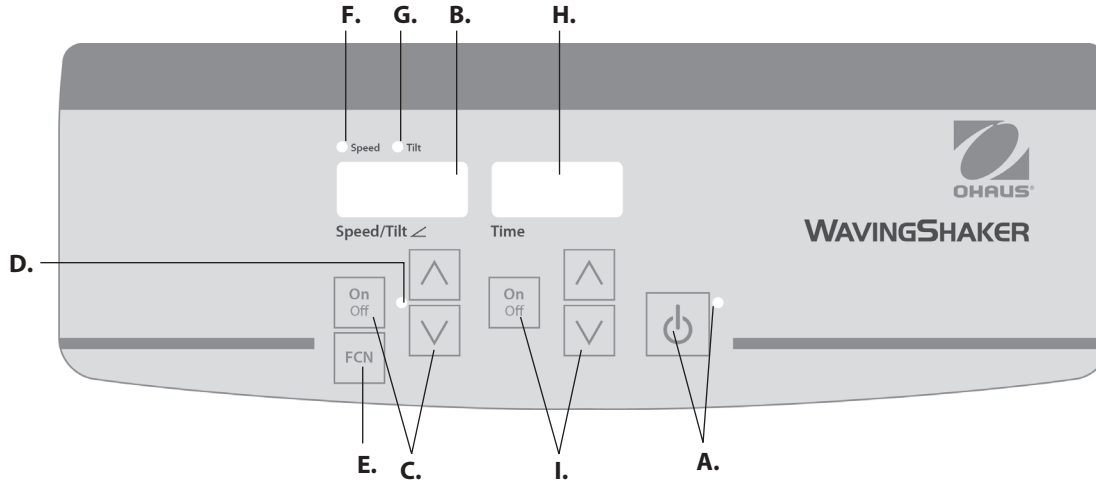 F. G. B. H.
Speed Tilt
OHAUS®
WAVINGSHAKER
Speed/Tilt ∠ Time
D.
On
Off
On
Off
FCN
E. C. I. A.